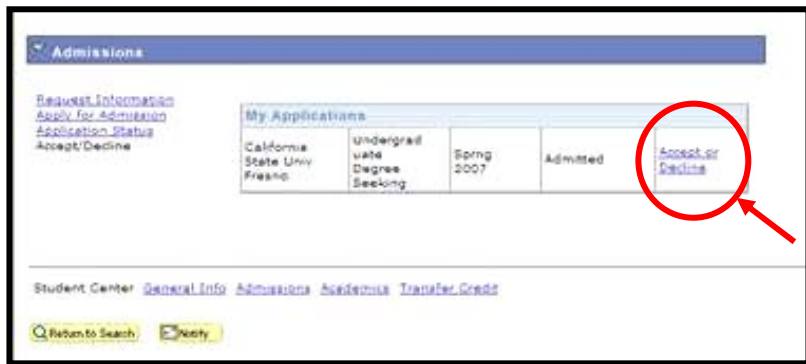 Admissions
Request Information
Apply for Admission
Application Status
Accept/Decline
My Applications
California
State Univ
Fresno
Undergrad
uate
Degree
Seeking
Sprng
2007
Admitted
Accept or
Decline
Student Center General Info Admissions Academics Transfer Credit
Return to Search Notify